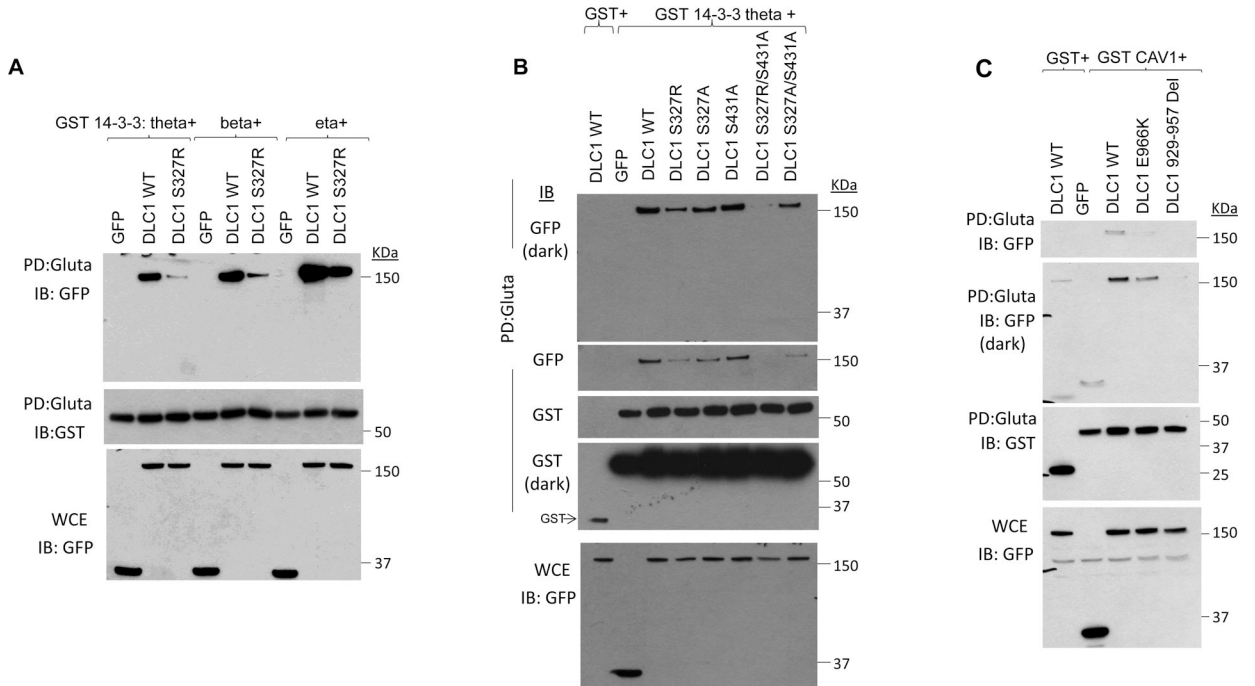 A
GST 14-3-3: theta+ beta+ eta+
GFP
DLC1 WT
DLC1 S327R
GFP
DLC1 WT
DLC1 S327R
GFP
DLC1 WT
DLC1 S327R
KDa
PD:Gluta
IB: GFP
150
PD:Gluta
IB:GST
50
150
WCE
IB: GFP
37
B
GST+ GST 14-3-3 theta +
DLC1 WT
GFP
DLC1 WT
DLC1 S327R
DLC1 S327A
DLC1 S431A
DLC1 S327R/S431A
DLC1 S327A/S431A
KDa
PD:Gluta
IB
GFP
(dark)
150
37
GFP
150
GST
50
GST
(dark)
50
37
GST
WCE
IB: GFP
150
37
C
GST+ GST CAV1+
DLC1 WT
GFP
DLC1 WT
DLC1 E966K
DLC1 929-957 Del
KDa
PD:Gluta
IB: GFP
150
PD:Gluta
IB: GFP
(dark)
150
37
PD:Gluta
IB: GST
50
37
25
WCE
IB: GFP
150
37